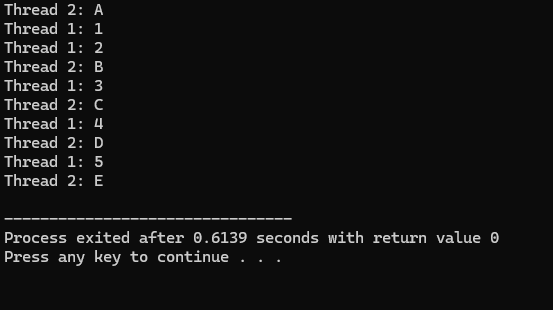 Thread 2: A
Thread 1: 1
Thread 1: 2
Thread 2: B
Thread 1: 3
Thread 2: C
Thread 1: 4
Thread 2: D
Thread 1: 5
Thread 2: E
--------------------------------
Process exited after 0.6139 seconds with return value 0
Press any key to continue . . .